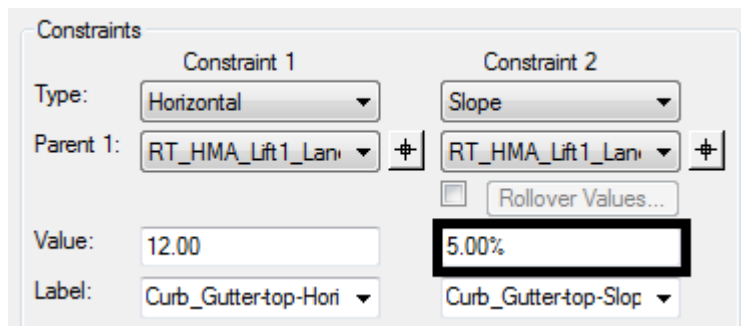 Constraints
Constraint 1 Constraint 2
Type: Horizontal Slope
Parent 1: RT_HMA_Lift1_Lan RT_HMA_Lift1_Lan
Rollover Values...
Value: 12.00 5.00%
Label: Curb_Gutter-top-Hori Curb_Gutter-top-Slop